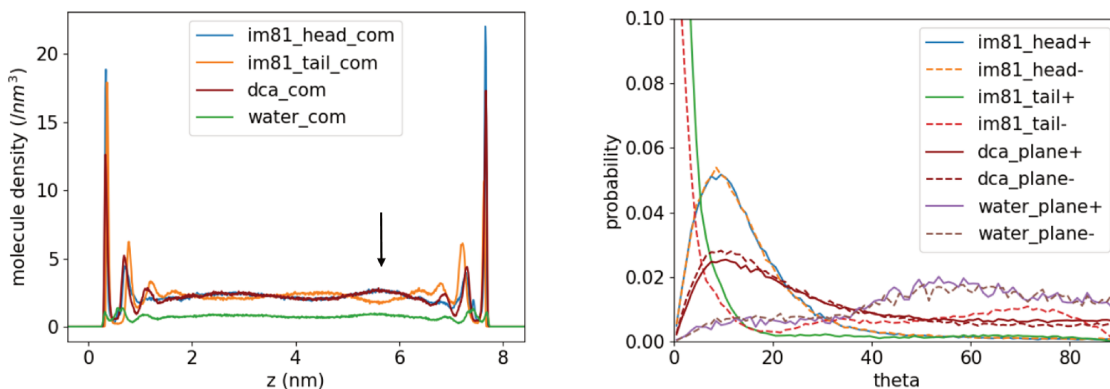 molecule density (/nm³)
20
15
10
5
0
0
2
4
6
8
z (nm)
im81_head_com
im81_tail_com
dca_com
water_com
probability
0.10
0.08
0.06
0.04
0.02
0.00
0
20
40
60
80
theta
im81_head+
im81_head-
im81_tail+
im81_tail-
dca_plane+
dca_plane-
water_plane+
water_plane-